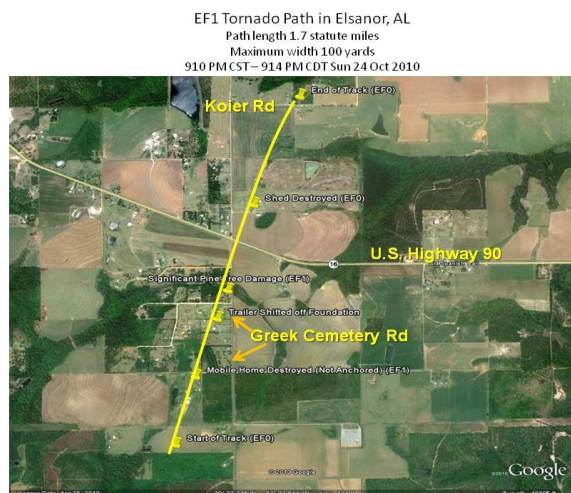 EF1 Tornado Path in Elsanor, AL
Path length 1.7 statute miles
Maximum width 100 yards
910 PM CST – 914 PM CDT Sun 24 Oct 2010
End of Track (EF0)
Koier Rd
Shed Destroyed (EF0)
U.S. Highway 90
16
Significant Pine Tree Damage (EF1)
Trailer Shifted off Foundation
Greek Cemetery Rd
Mobile Home Destroyed (Not Anchored) (EF1)
Start of Track (EF0)
© 2010 Google
©2010 Google